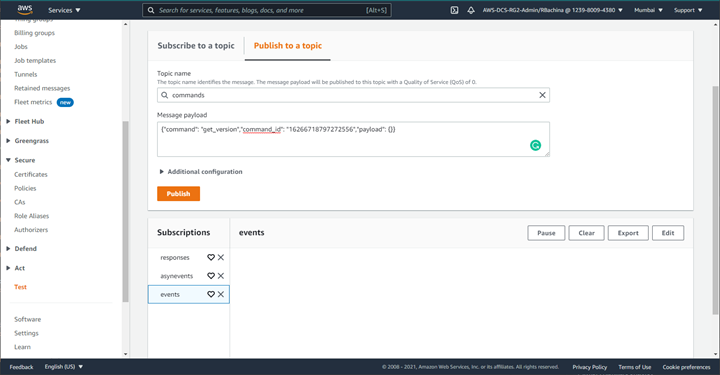 aws
Services
Search for services, features, blogs, docs, and more
[Alt+S]
AWS-DCS-RG2-Admin/RBachina @ 1239-8009-4380
Mumbai
Support
Billing groups
Jobs
Job templates
Tunnels
Retained messages
Fleet metrics new
Fleet Hub
Greengrass
Secure
Certificates
Policies
CAs
Role Aliases
Authorizers
Defend
Act
Test
Software
Settings
Learn
Subscribe to a topic
Publish to a topic
Topic name
The topic name identifies the message. The message payload will be published to this topic with a Quality of Service (QoS) of 0.
commands
Message payload
{"command": "get_version","command_id": "16266718797272556","payload": {}}
Additional configuration
Publish
Subscriptions
responses
asynevents
events
events
Pause
Clear
Export
Edit
Feedback
English (US)
© 2008 - 2021, Amazon Web Services, Inc. or its affiliates. All rights reserved.
Privacy Policy
Terms of Use
Cookie preferences